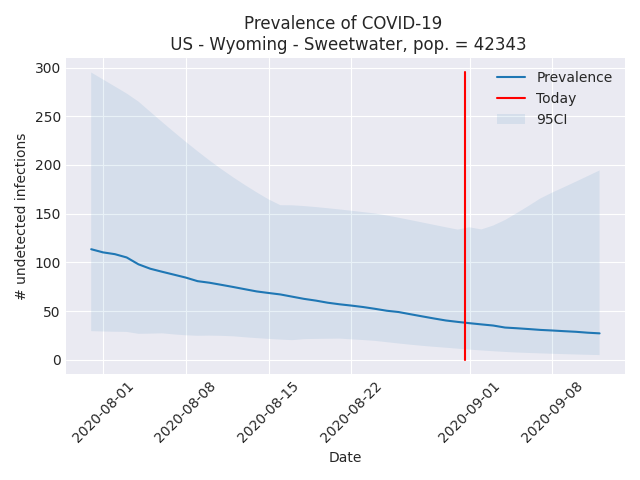 Prevalence of COVID-19
US - Wyoming - Sweetwater, pop. = 42343
300
250
200
150
100
50
0
# undetected infections
Prevalence
Today
95CI
2020-08-01
2020-08-08
2020-08-15
2020-08-22
2020-09-01
2020-09-08
Date